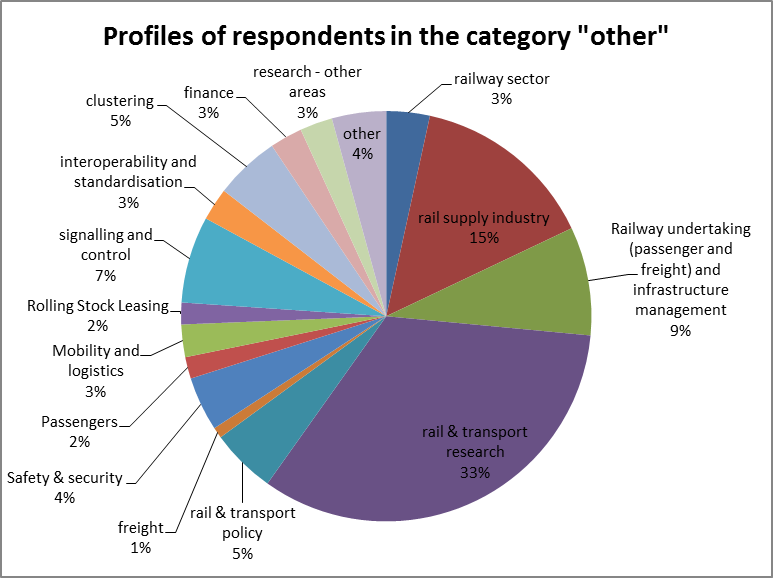 Profiles of respondents in the category "other"
railway sector
3%
rail supply industry
15%
Railway undertaking
(passenger and
freight) and
infrastructure
management
9%
rail & transport
research
33%
rail & transport
policy
5%
freight
1%
Safety & security
4%
Passengers
2%
Mobility and
logistics
3%
Rolling Stock Leasing
2%
signalling and
control
7%
interoperability and
standardisation
3%
clustering
5%
finance
3%
research - other
areas
3%
other
4%